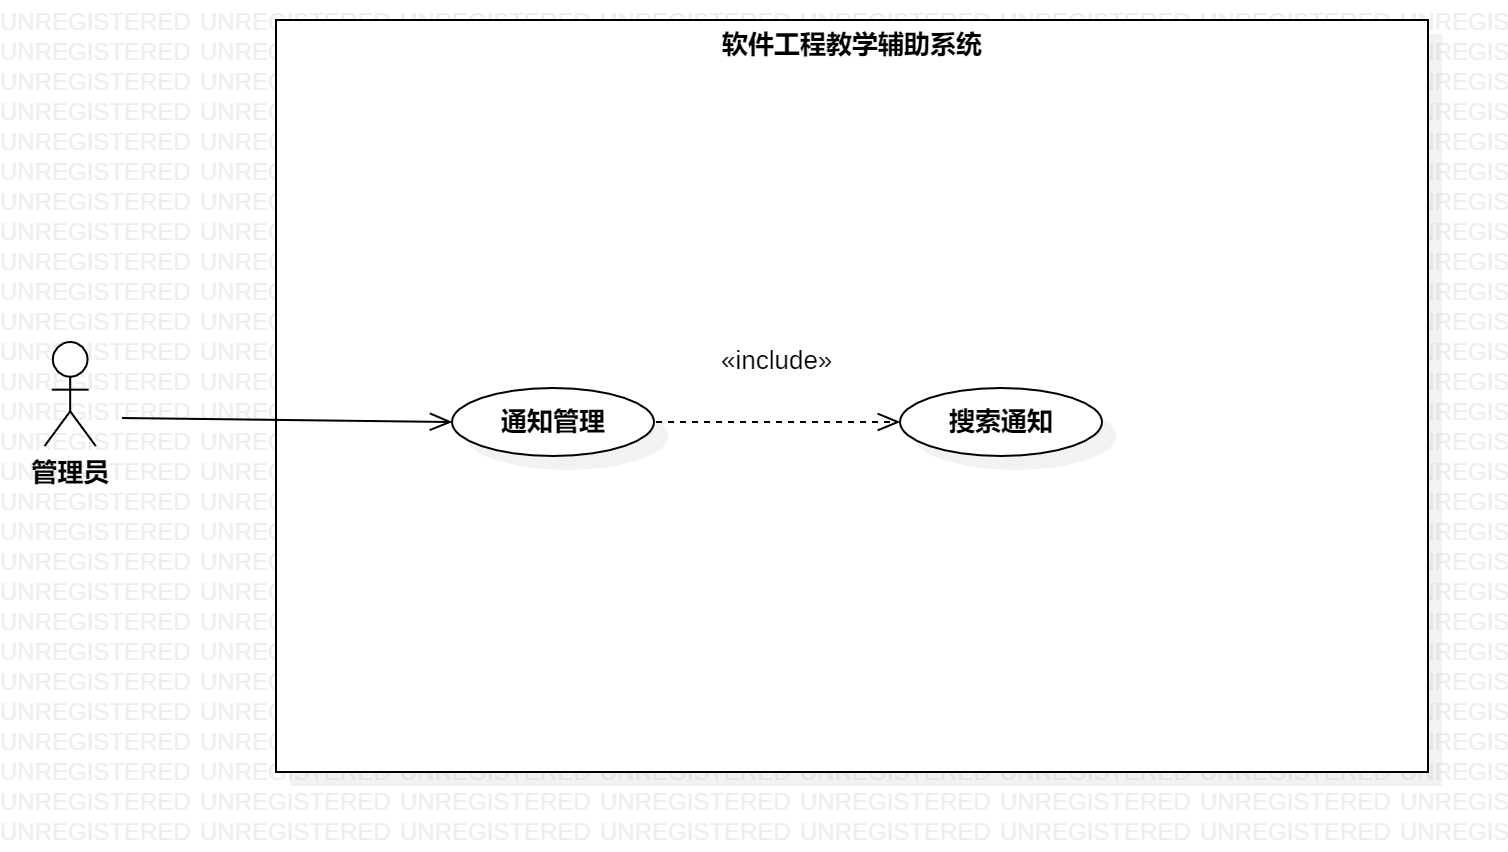 软件工程教学辅助系统
«include»
通知管理
搜索通知
管理员
UNREGISTERED